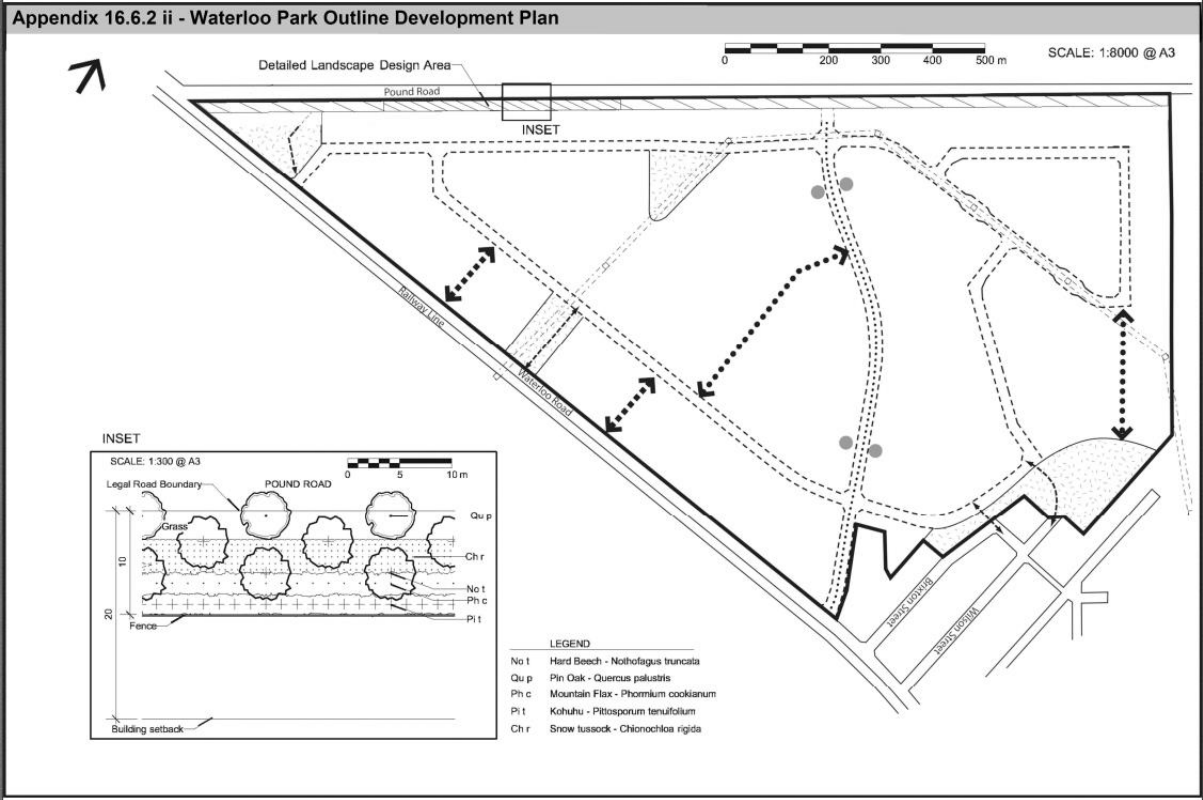 Appendix 16.6.2 ii - Waterloo Park Outline Development Plan
0 200 300 400 500 m
SCALE: 1:8000 @ A3
Detailed Landscape Design Area
Pound Road
INSET
Railway Line
Waterloo Road
Brixton Street
Wilson Street
INSET
SCALE: 1:300 @ A3
0 5 10 m
Legal Road Boundary
POUND ROAD
Qu p
Grass
Ch r
10
No t
Ph c
20
Pi t
Fence
Building setback
LEGEND
No t Hard Beech - Nothofagus truncata
Qu p Pin Oak - Quercus palustris
Ph c Mountain Flax - Phormium cookianum
Pi t Kohuhu - Pittosporum tenuifolium
Ch r Snow tussock - Chionochloa rigida